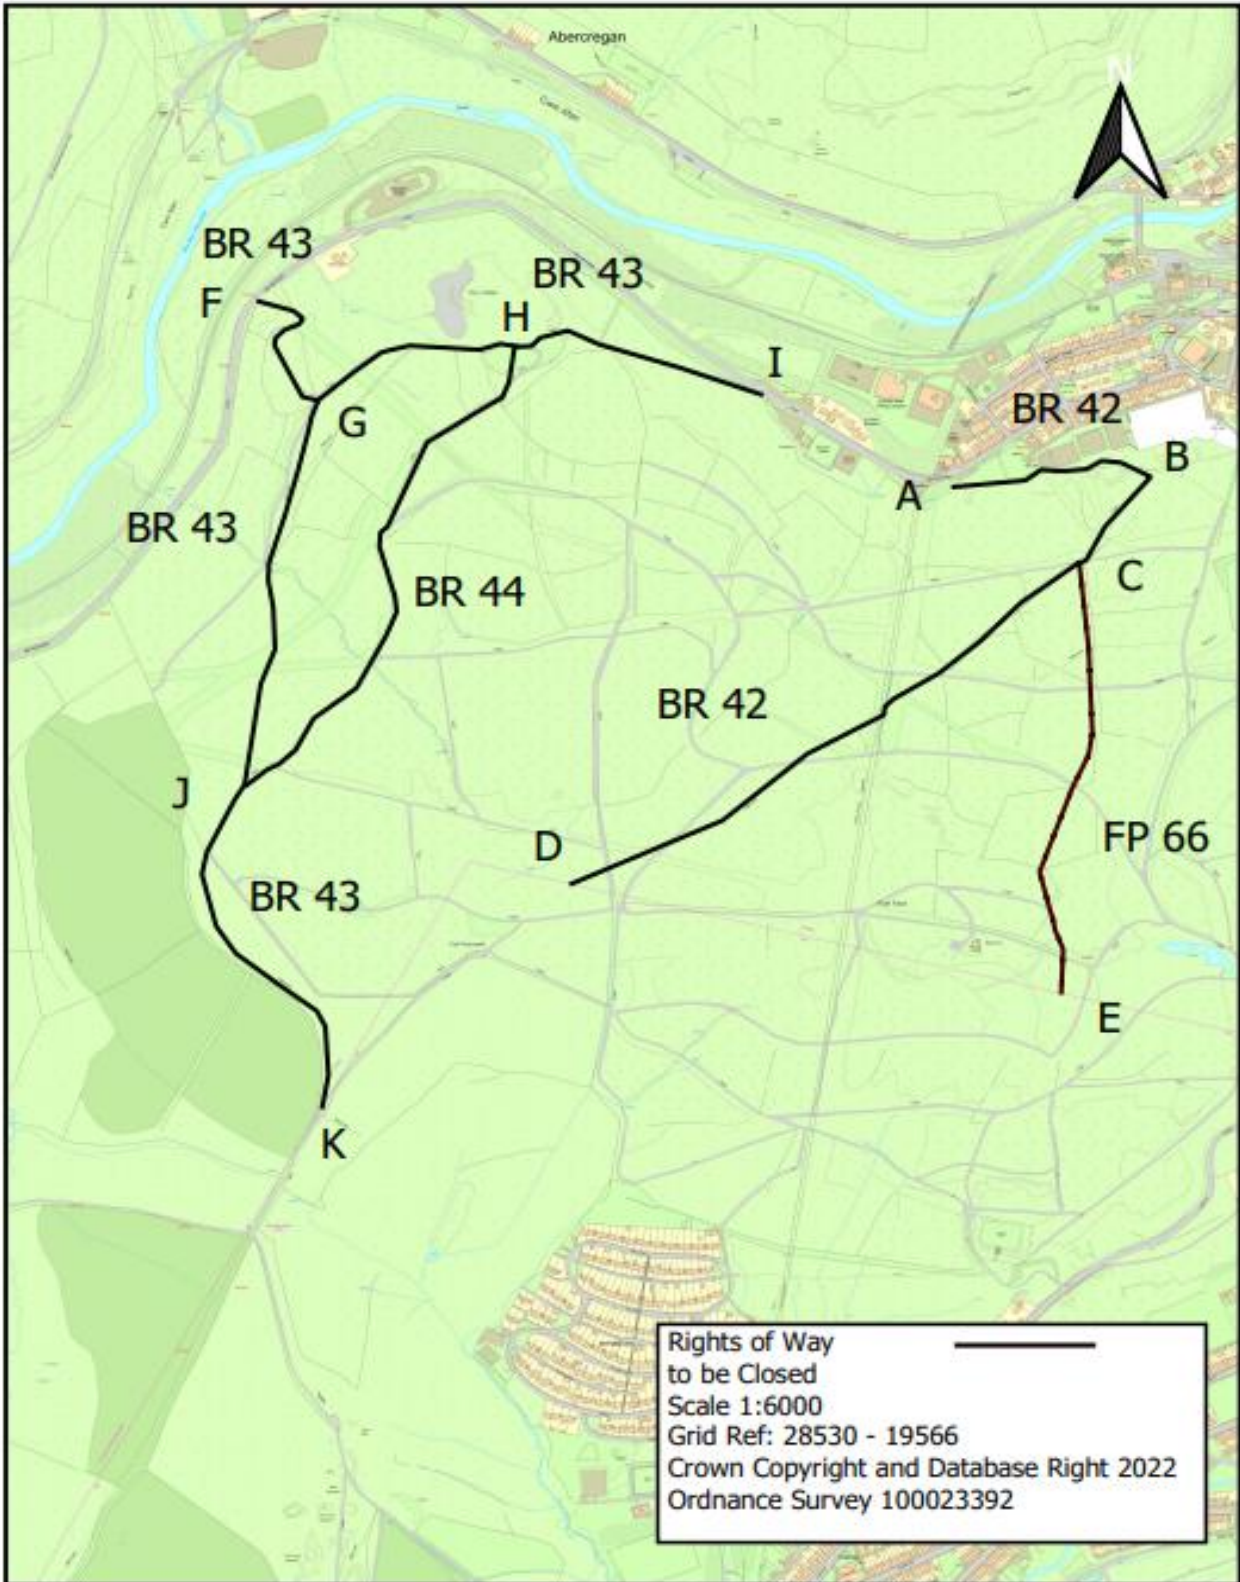 Abercregan
N
BR 43
F
BR 43
H
I
G
BR 42
B
A
BR 43
C
BR 44
BR 42
J
D
FP 66
BR 43
E
K
Rights of Way
to be Closed
Scale 1:6000
Grid Ref: 28530 - 19566
Crown Copyright and Database Right 2022
Ordnance Survey 100023392